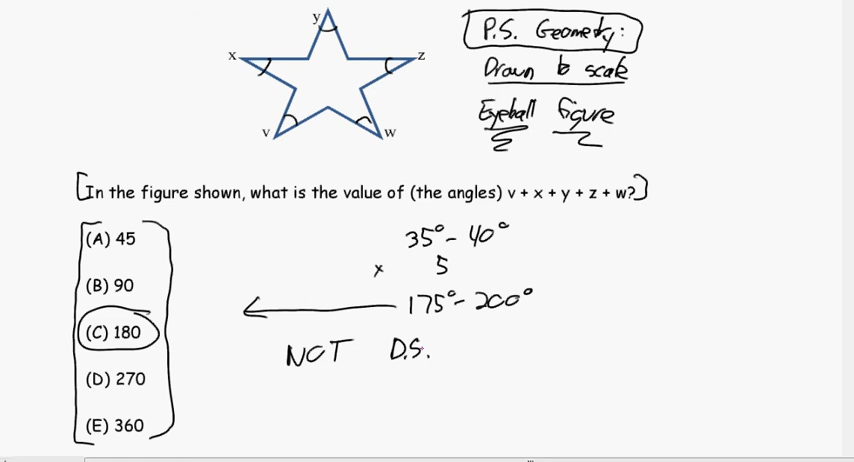 y
P.S. Geometry:
x
z
Drawn to scale
Eyeball figure
v
w
[In the figure shown, what is the value of (the angles) v + x + y + z + w?]
(A) 45
35° - 40°
x 5
(B) 90
175° - 200°
(C) 180
NOT D.S.
(D) 270
(E) 360